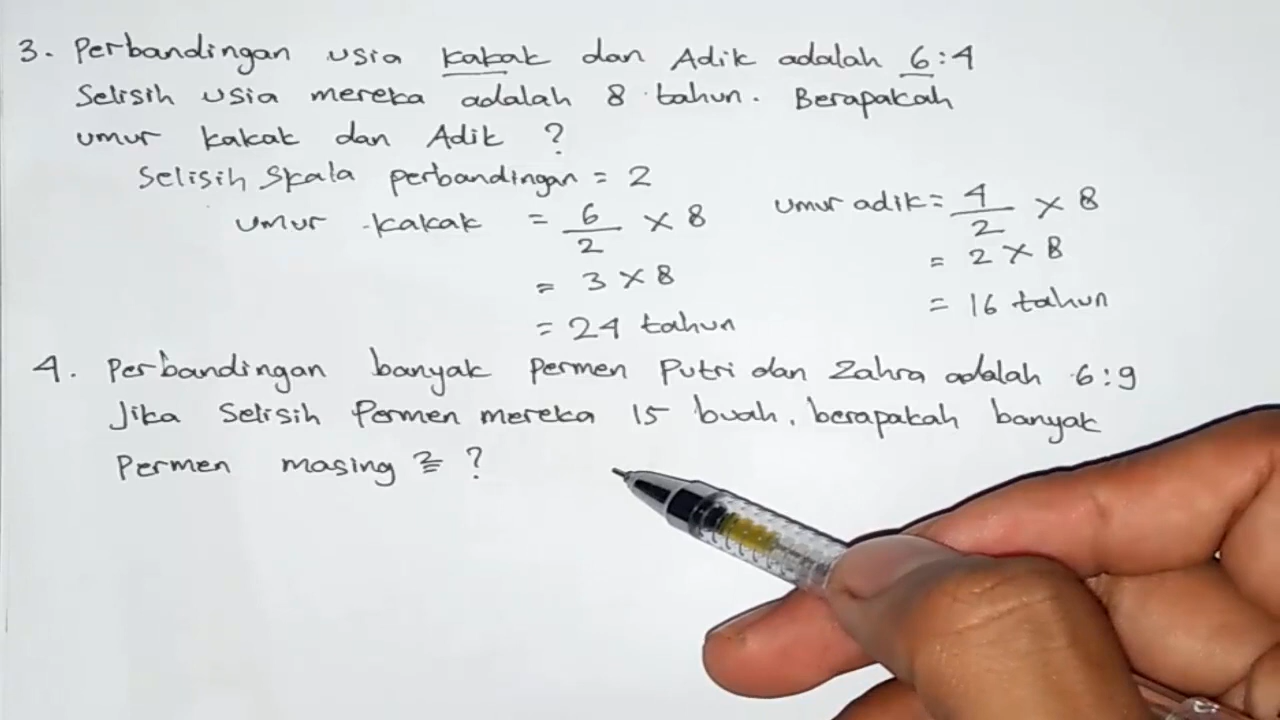 3. Perbandingan usia kakak dan Adik adalah 6:4
Selisih usia mereka adalah 8 tahun. Berapakah
umur kakak dan Adik ?
Selisih Skala perbandingan = 2
umur kakak = 6/2 × 8
= 3 × 8
= 24 tahun
umur adik = 4/2 × 8
= 2 × 8
= 16 tahun
4. Perbandingan banyak permen Putri dan Zahra adalah 6:9
Jika Selisih Permen mereka 15 buah, berapakah banyak
Permen masing 2 ?